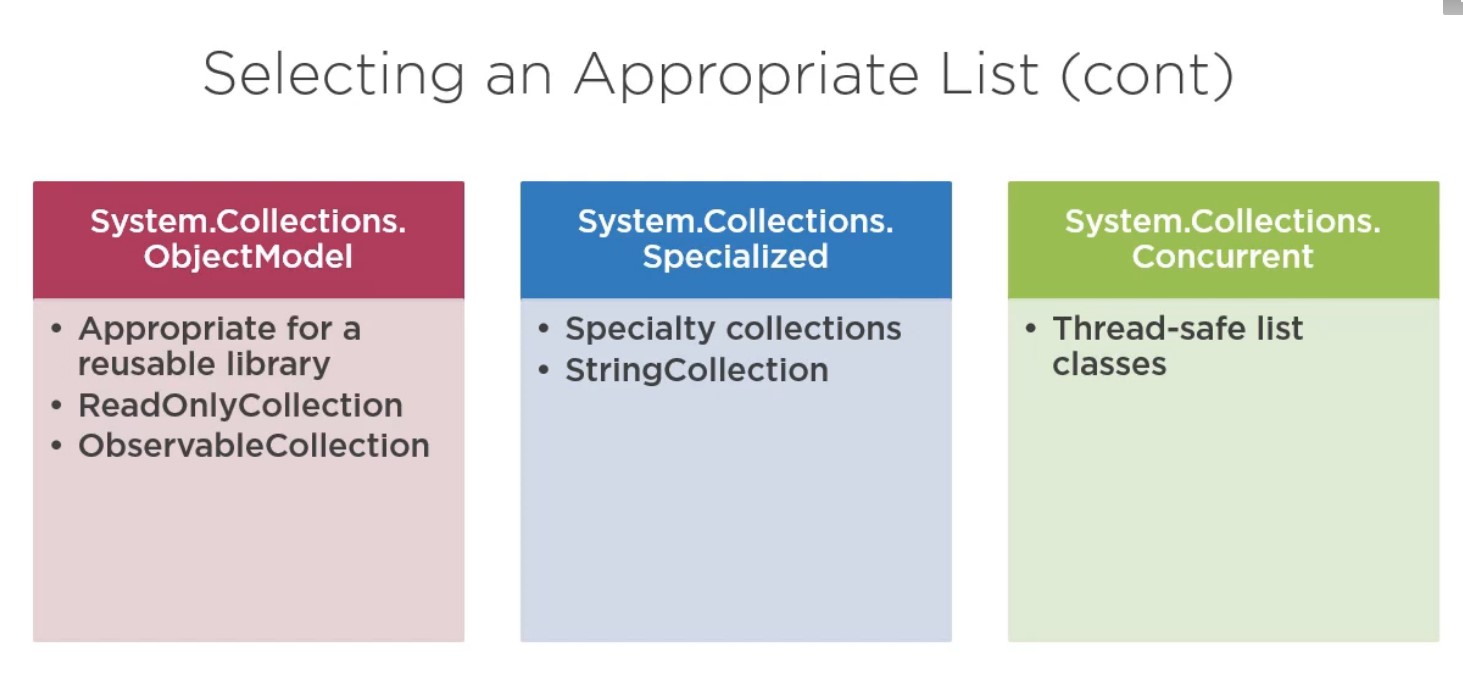 Selecting an Appropriate List (cont)
System.Collections.
ObjectModel
• Appropriate for a
reusable library
• ReadOnlyCollection
• ObservableCollection
System.Collections.
Specialized
• Specialty collections
• StringCollection
System.Collections.
Concurrent
• Thread-safe list
classes